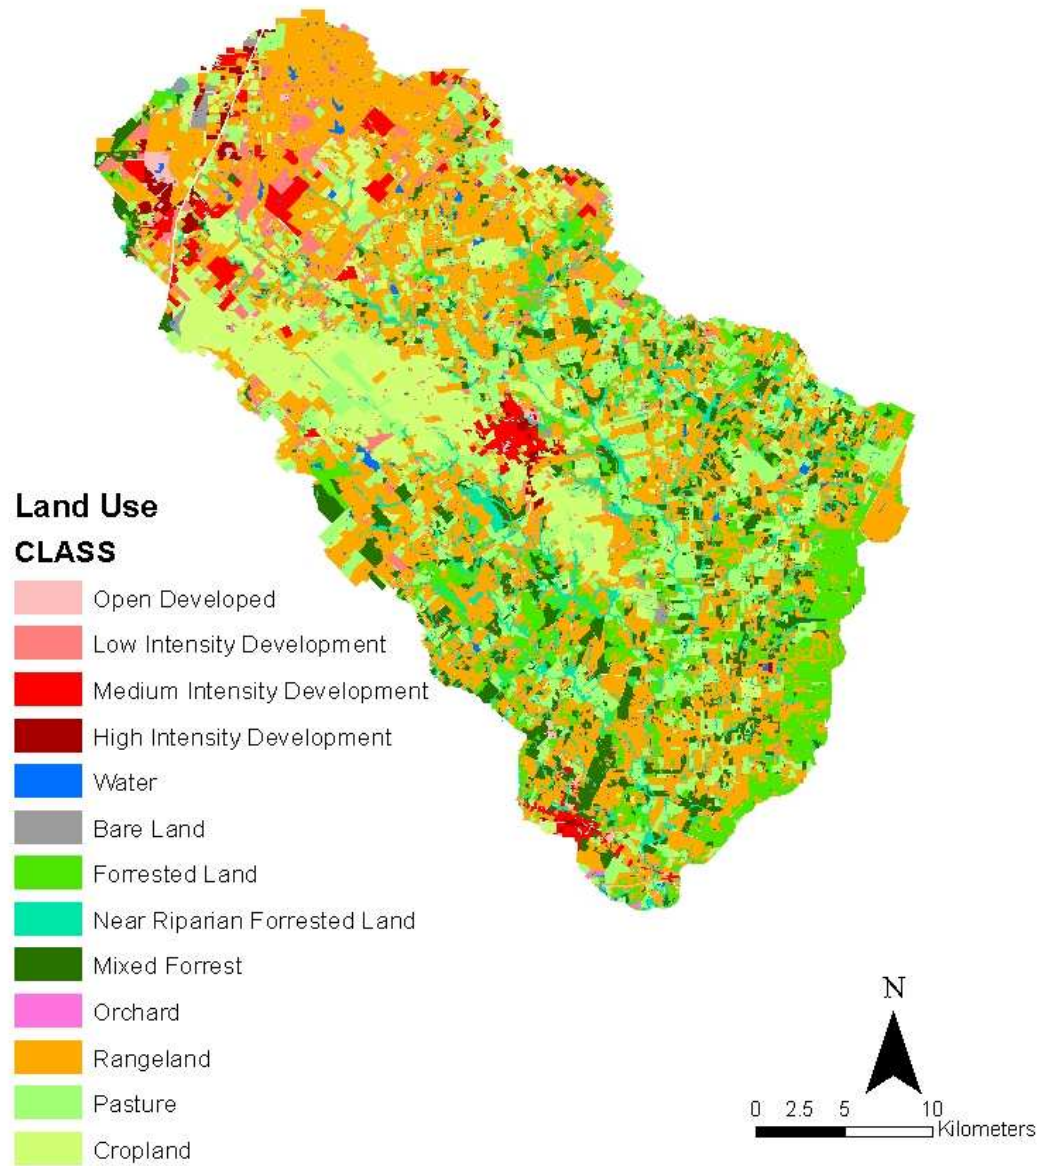 Land Use
CLASS
Open Developed
Low Intensity Development
Medium Intensity Development
High Intensity Development
Water
Bare Land
Forrested Land
Near Riparian Forrested Land
Mixed Forrest
Orchard
Rangeland
Pasture
Cropland
N
0 2.5 5 10
Kilometers